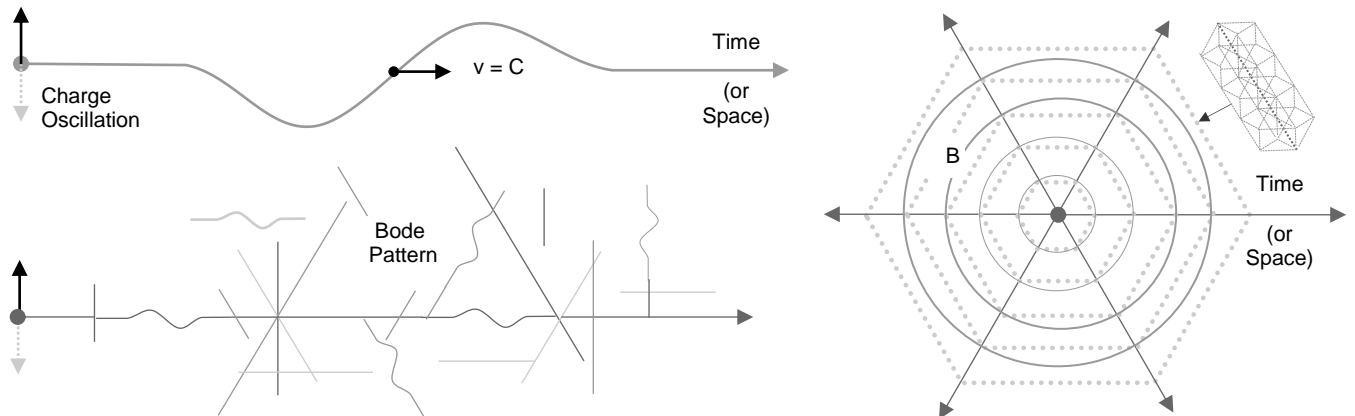 Time
v = C
(or
Space)
Charge
Oscillation
Bode
Pattern
B
Time
(or
Space)